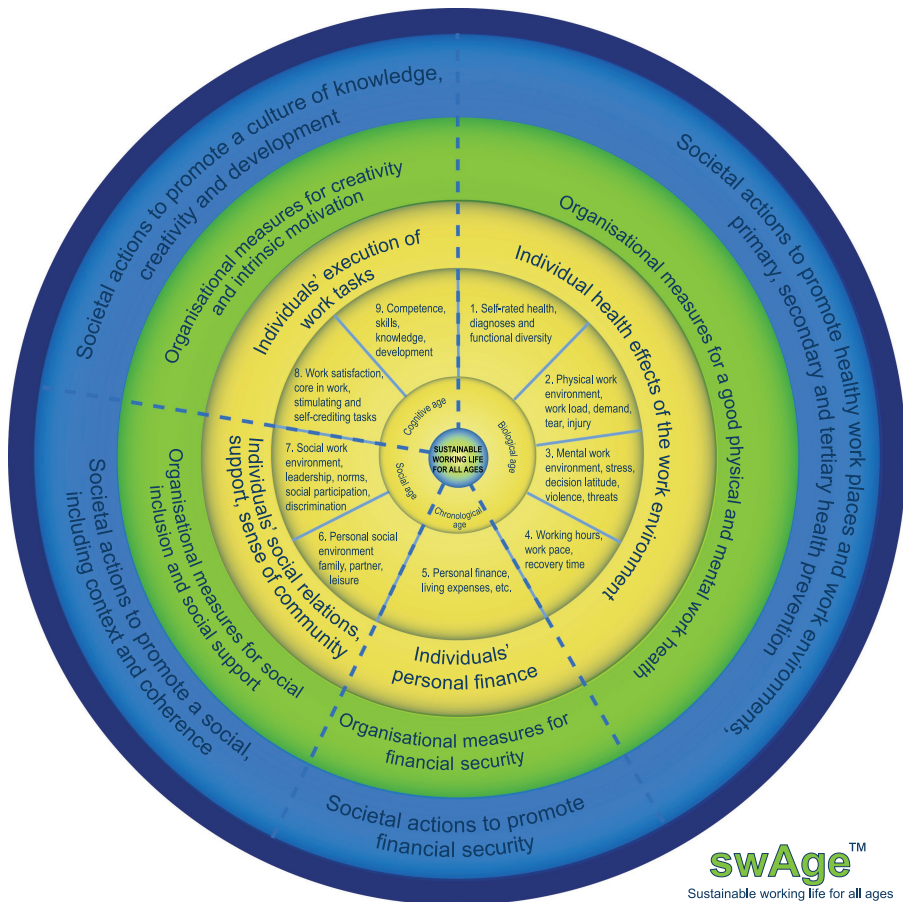 Societal actions to promote a culture of knowledge,
creativity and development
Societal actions to promote healthy work places and work environments,
primary, secondary and tertiary health prevention
Societal actions to promote
financial security
Societal actions to promote a social,
including context and coherence
Organisational measures for creativity
and intrinsic motivation
Organisational measures for a good physical and mental work health
Organisational measures for
financial security
Organisational measures for social
inclusion and social support
Individuals' execution of
work tasks
Individual health effects of the work environment
Individuals'
personal finance
Individuals' social relations,
support, sense of community
1. Self-rated health,
diagnoses and
functional diversity
2. Physical work
environment,
work load, demand,
tear, injury
3. Mental work
environment, stress,
decision latitude,
violence, threats
4. Working hours,
work pace,
recovery time
5. Personal finance,
living expenses, etc.
6. Personal social
environment
family, partner,
leisure
7. Social work
environment,
leadership, norms,
social participation,
discrimination
8. Work satisfaction,
core in work,
stimulating and
self-crediting tasks
9. Competence,
skills,
knowledge,
development
Cognitive age
Biological age
Chronological
age
Social age
SUSTAINABLE
WORKING LIFE
FOR ALL AGES
swAge™
Sustainable working life for all ages